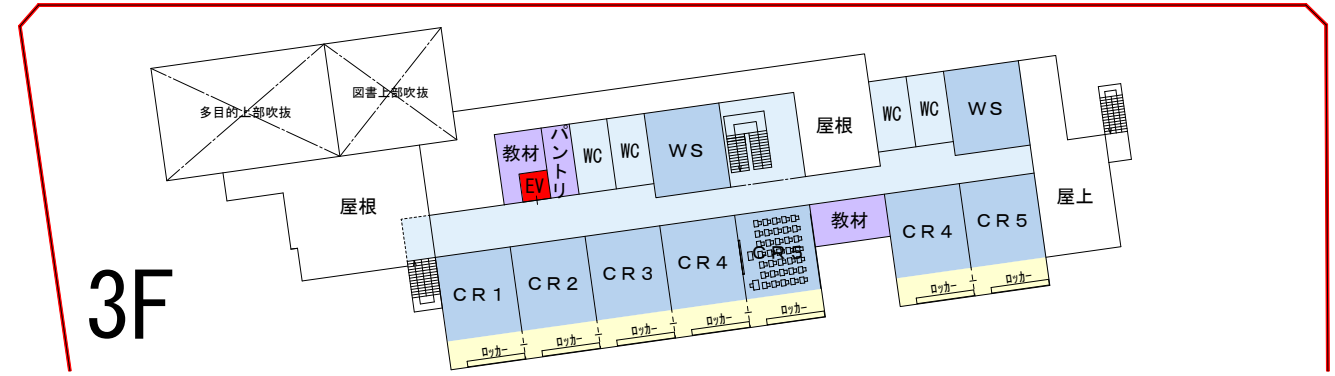 多目的上部吹抜
図書上部吹抜
屋根
教材
EV
パントリ
WC
WC
WS
屋根
WC
WC
WS
屋上
CR1
CR2
CR3
CR4
CR5
教材
CR4
CR5
ロッカー
ロッカー
ロッカー
ロッカー
ロッカー
ロッカー
ロッカー
3F